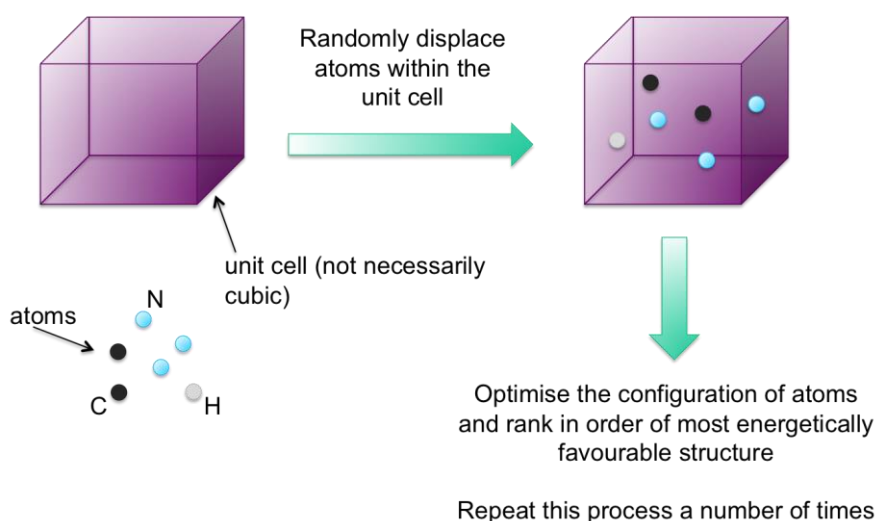 Randomly displace
atoms within the
unit cell
unit cell (not necessarily
cubic)
atoms
N
C
H
Optimise the configuration of atoms
and rank in order of most energetically
favourable structure
Repeat this process a number of times